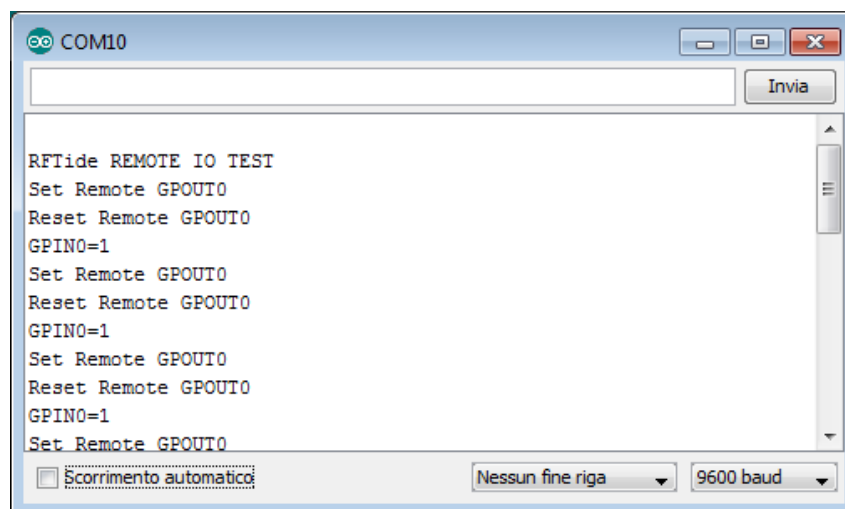 COM10
Invia
RFTide REMOTE IO TEST
Set Remote GPOUT0
Reset Remote GPOUT0
GPIN0=1
Set Remote GPOUT0
Reset Remote GPOUT0
GPIN0=1
Set Remote GPOUT0
Reset Remote GPOUT0
GPIN0=1
Set Remote GPOUT0
Scorrimento automatico
Nessun fine riga
9600 baud